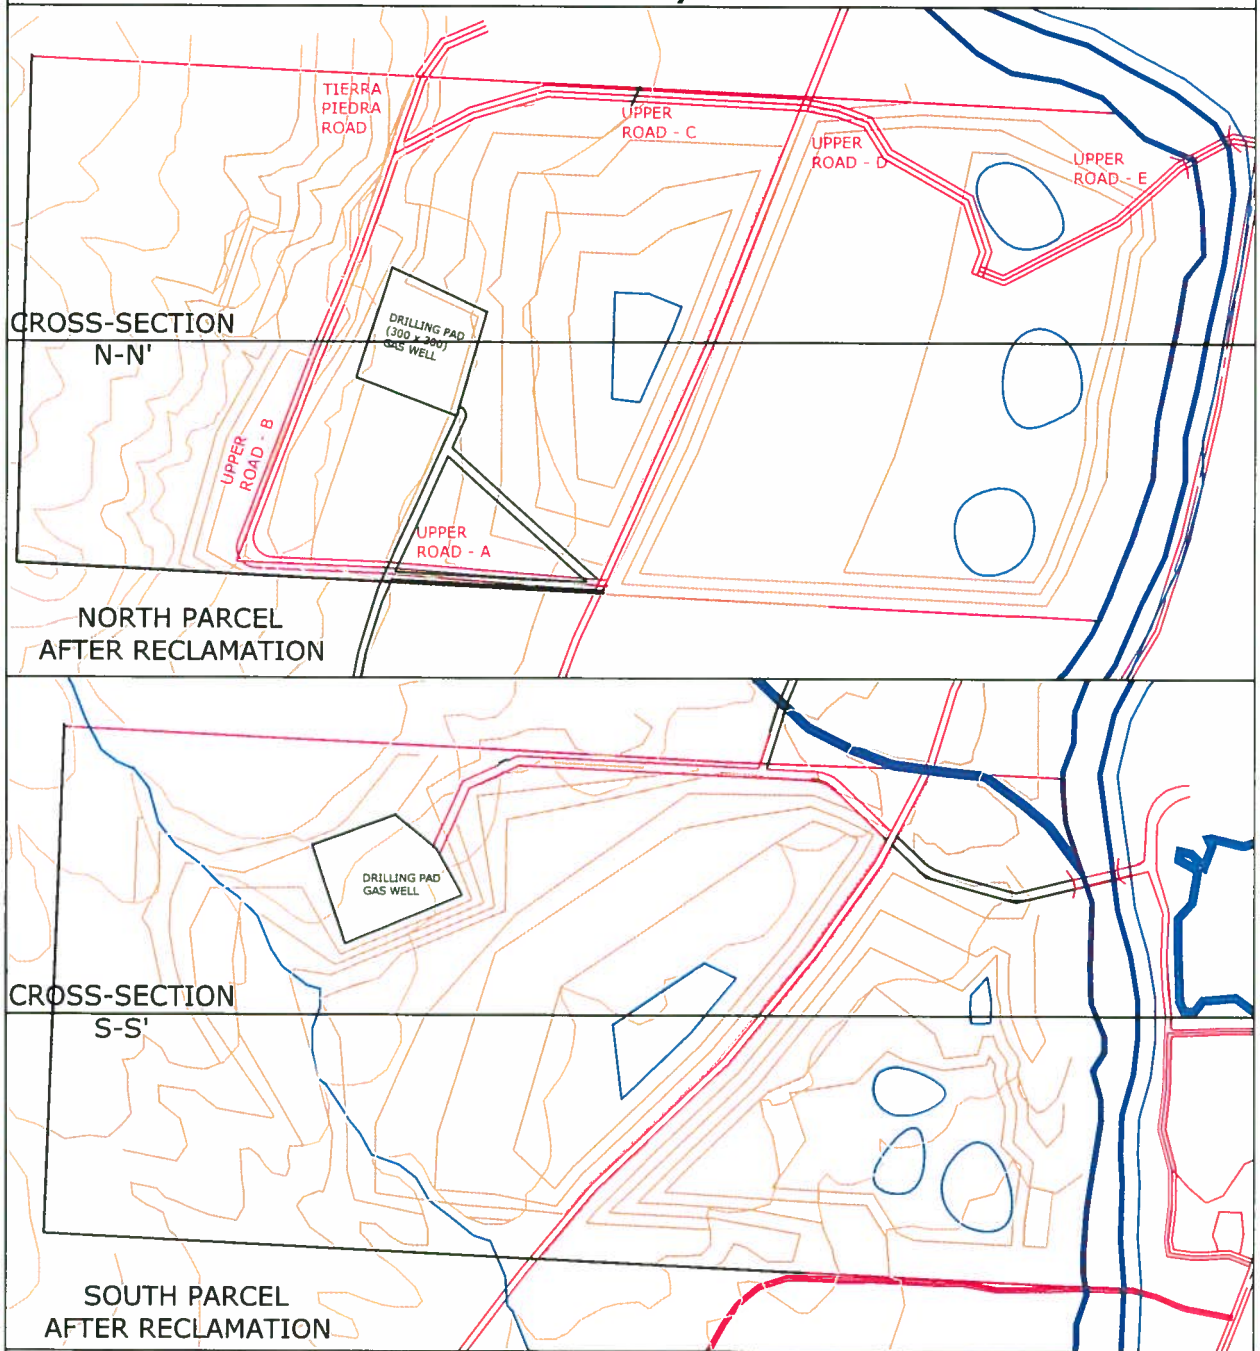 TIERRA
PIEDRA
ROAD
UPPER
ROAD - C
UPPER
ROAD - D
UPPER
ROAD - E
DRILLING PAD
(300 x 300)
GAS WELL
CROSS-SECTION
N-N'
UPPER
ROAD - B
UPPER
ROAD - A
NORTH PARCEL
AFTER RECLAMATION
DRILLING PAD
GAS WELL
CROSS-SECTION
S-S'
SOUTH PARCEL
AFTER RECLAMATION